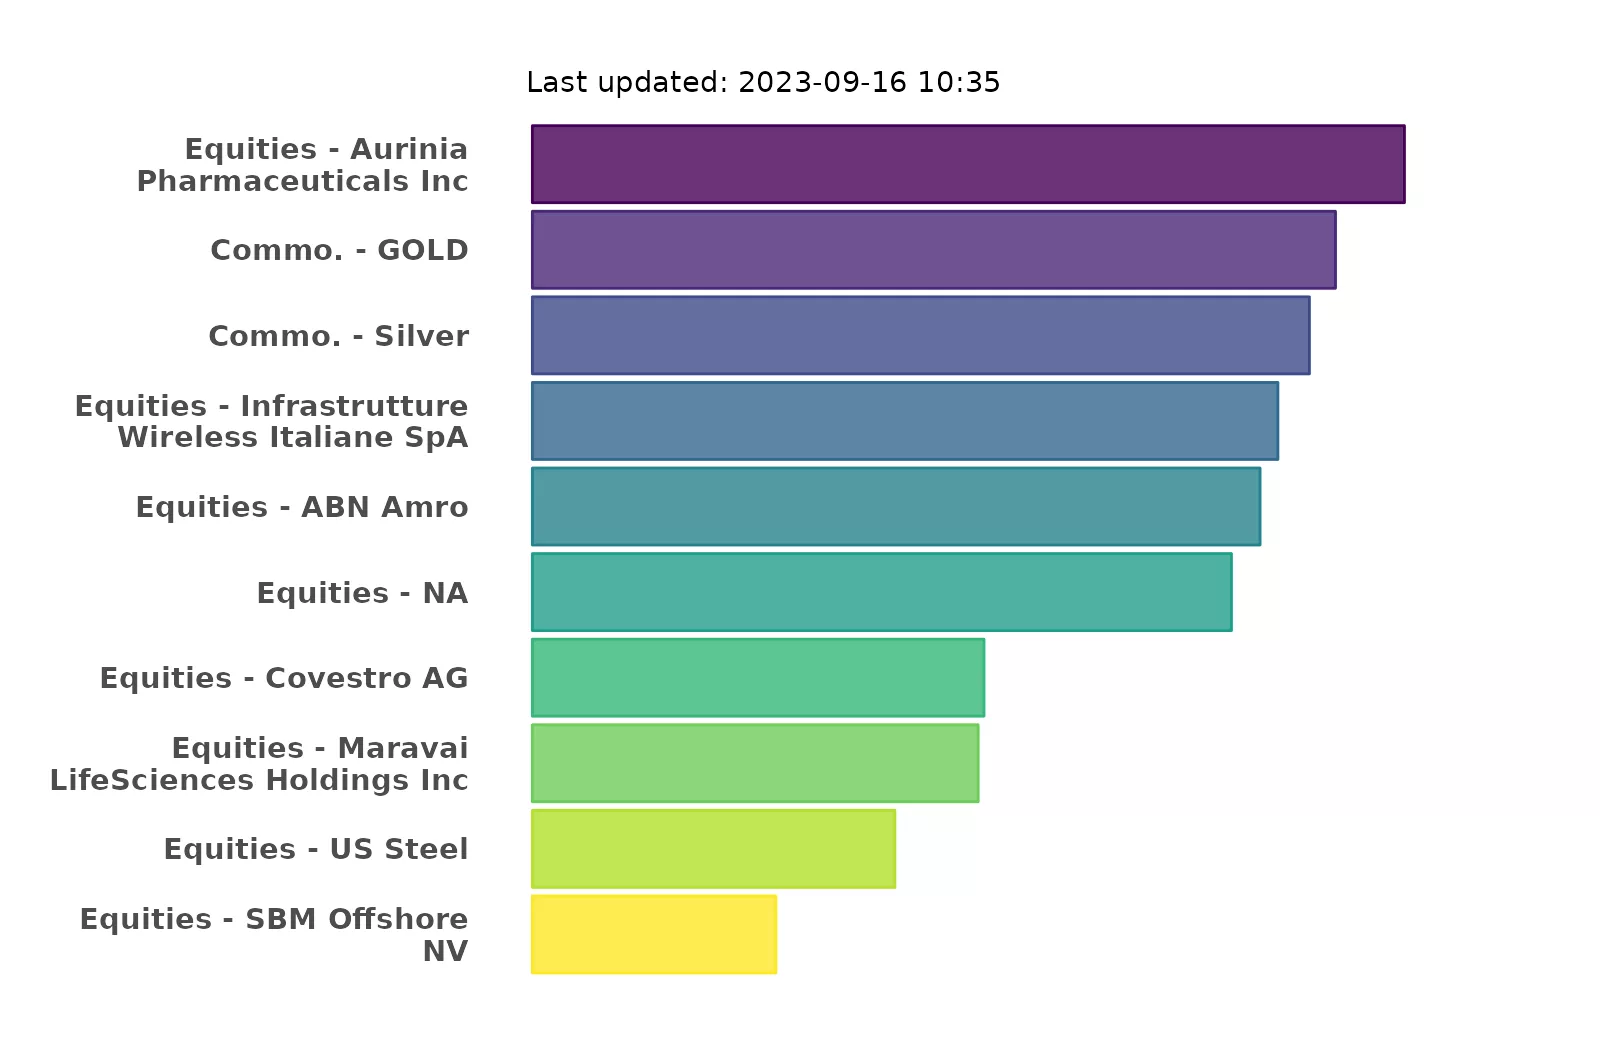 Last updated: 2023-09-16 10:35
Equities - Aurinia
Pharmaceuticals Inc
Commo. - GOLD
Commo. - Silver
Equities - Infrastrutture
Wireless Italiane SpA
Equities - ABN Amro
Equities - NA
Equities - Covestro AG
Equities - Maravai
LifeSciences Holdings Inc
Equities - US Steel
Equities - SBM Offshore
NV